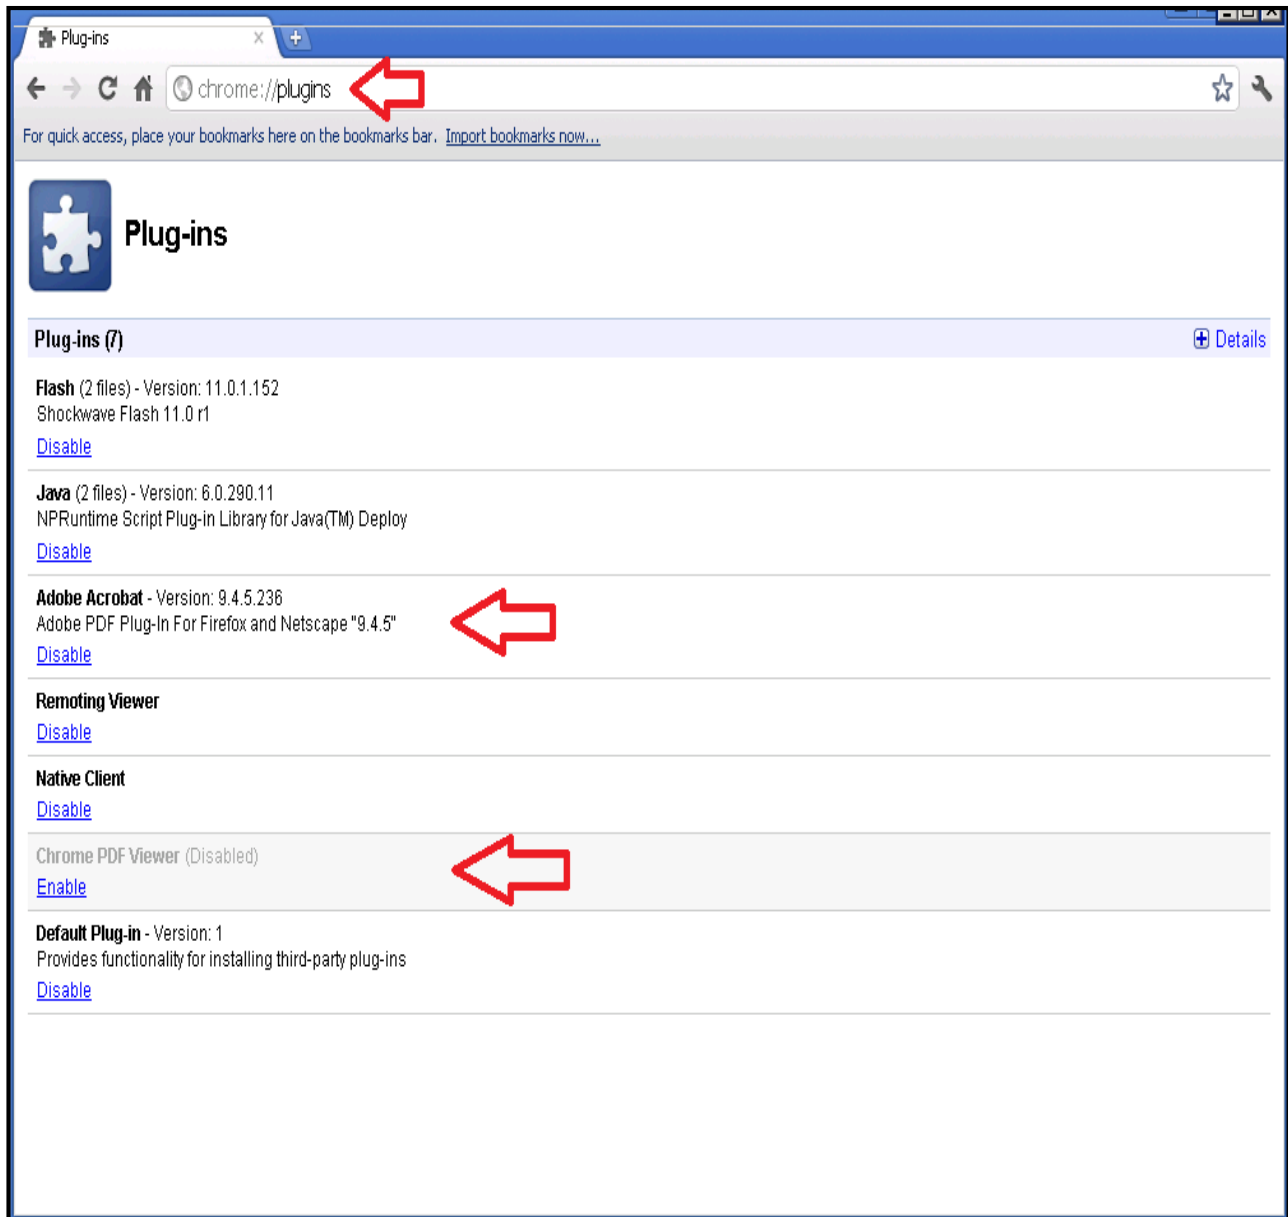 Plug-ins
chrome://plugins
For quick access, place your bookmarks here on the bookmarks bar. Import bookmarks now...
Plug-ins
Plug-ins (7) Details
Flash (2 files) - Version: 11.0.1.152
Shockwave Flash 11.0 r1
Disable
Java (2 files) - Version: 6.0.290.11
NPRuntime Script Plug-in Library for Java(TM) Deploy
Disable
Adobe Acrobat - Version: 9.4.5.236
Adobe PDF Plug-In For Firefox and Netscape "9.4.5"
Disable
Remoting Viewer
Disable
Native Client
Disable
Chrome PDF Viewer (Disabled)
Enable
Default Plug-in - Version: 1
Provides functionality for installing third-party plug-ins
Disable